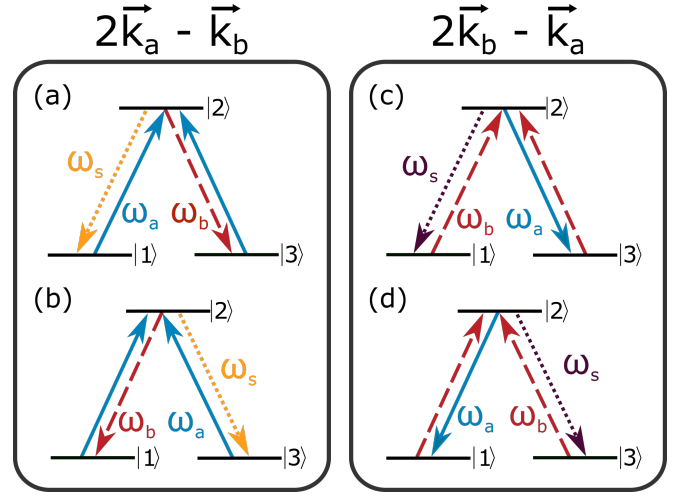 2k⃗a - k⃗b
2k⃗b - k⃗a
(a)
|2⟩
ωs
ωa
ωb
|1⟩
|3⟩
(b)
|2⟩
ωs
ωb
ωa
|1⟩
|3⟩
(c)
|2⟩
ωs
ωb
ωa
|1⟩
|3⟩
(d)
|2⟩
ωs
ωa
ωb
|1⟩
|3⟩